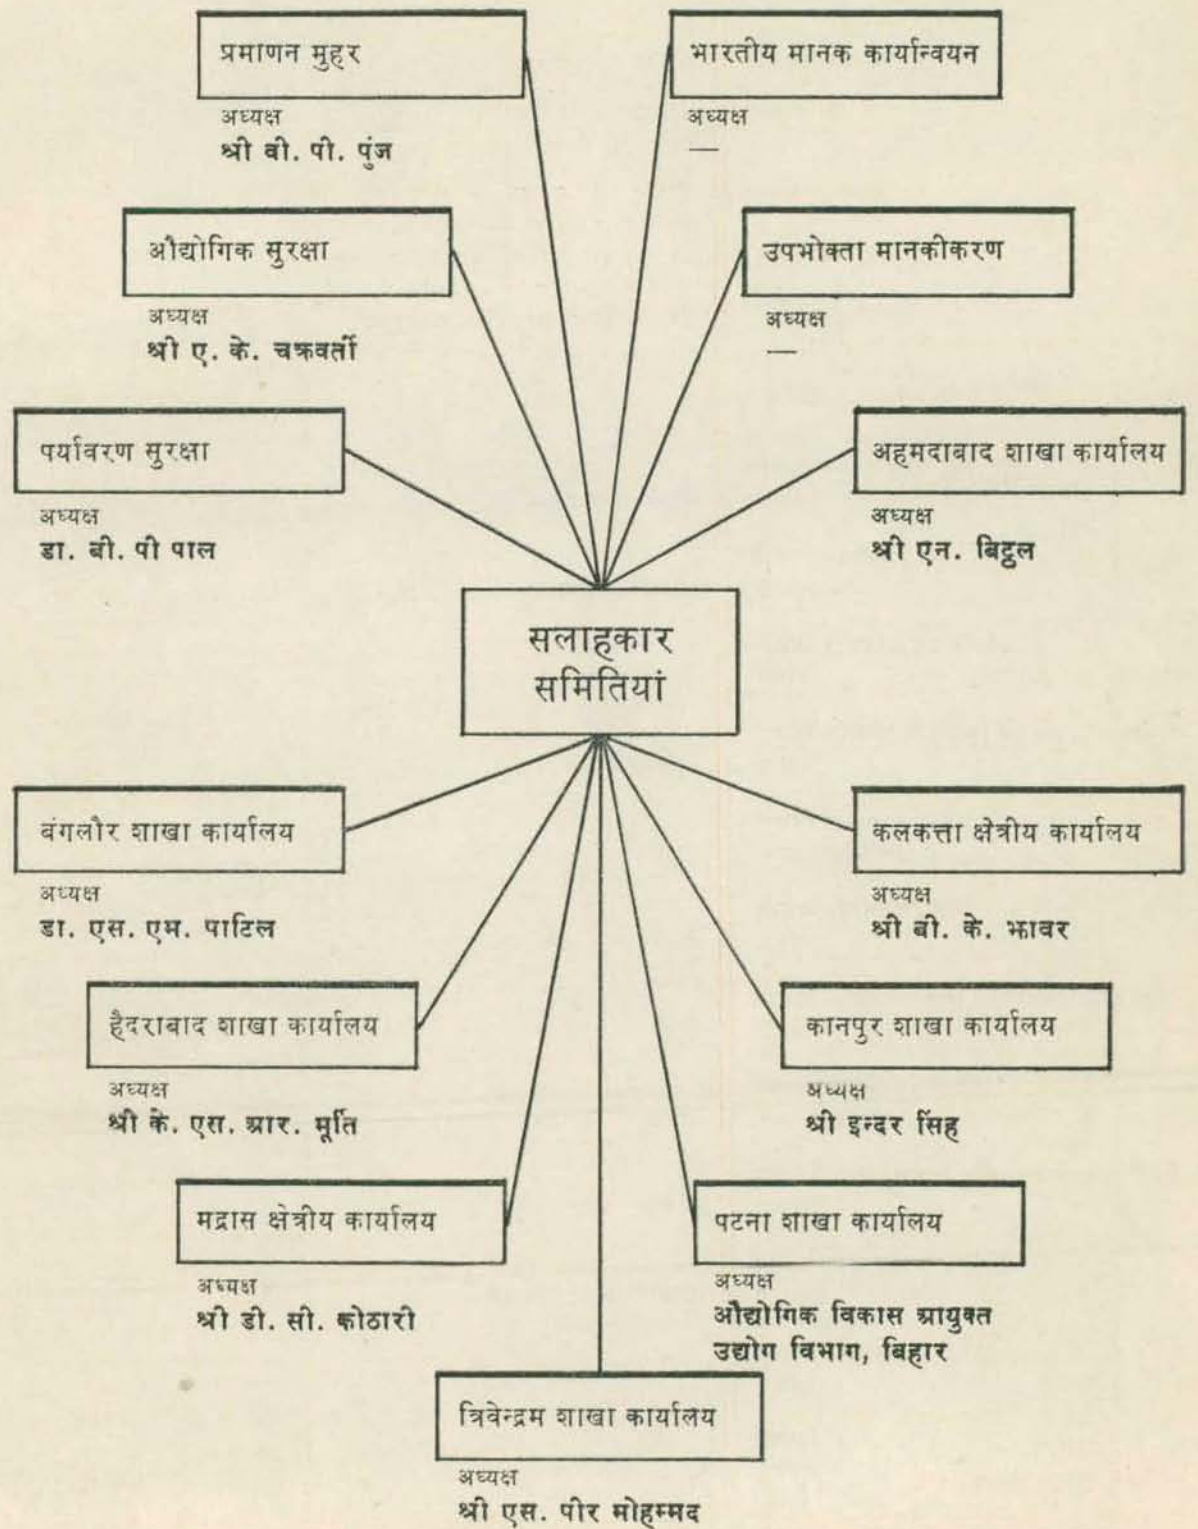 प्रमाणन मुहर
अध्यक्ष
श्री वी. पी. पुंज
भारतीय मानक कार्यान्वयन
अध्यक्ष
—
औद्योगिक सुरक्षा
अध्यक्ष
श्री ए. के. चक्रवर्ती
उपभोक्ता मानकीकरण
अध्यक्ष
—
पर्यावरण सुरक्षा
अध्यक्ष
डा. बी. पी पाल
अहमदाबाद शाखा कार्यालय
अध्यक्ष
श्री एन. बिट्ठल
सलाहकार
समितियां
बंगलौर शाखा कार्यालय
अध्यक्ष
डा. एस. एम. पाटिल
कलकत्ता क्षेत्रीय कार्यालय
अध्यक्ष
श्री बी. के. झावर
हैदराबाद शाखा कार्यालय
अध्यक्ष
श्री के. एस. आर. मूर्ति
कानपुर शाखा कार्यालय
अध्यक्ष
श्री इन्दर सिंह
मद्रास क्षेत्रीय कार्यालय
अध्यक्ष
श्री डी. सी. कोठारी
पटना शाखा कार्यालय
अध्यक्ष
औद्योगिक विकास आयुक्त
उद्योग विभाग, बिहार
त्रिवेन्द्रम शाखा कार्यालय
अध्यक्ष
श्री एस. पीर मोहम्मद